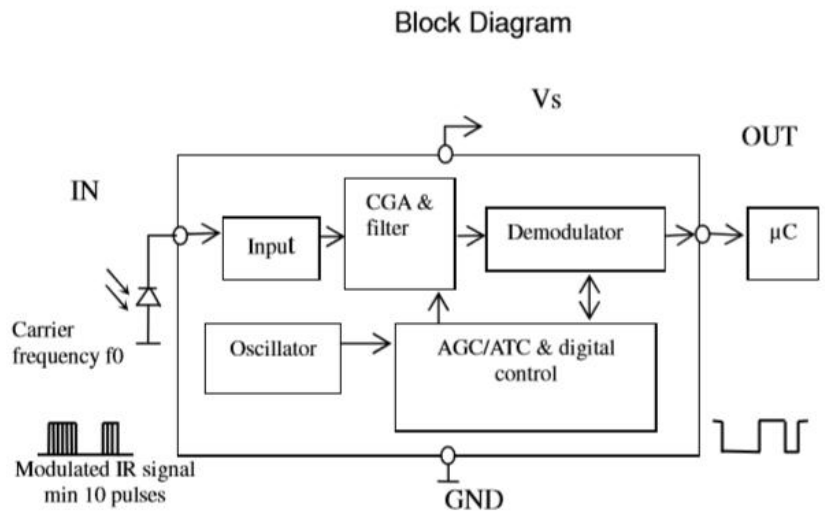 Block Diagram
Vs
OUT
IN
CGA &
filter
Input
Demodulator
µC
Carrier
frequency f0
Oscillator
AGC/ATC & digital
control
Modulated IR signal
min 10 pulses
GND